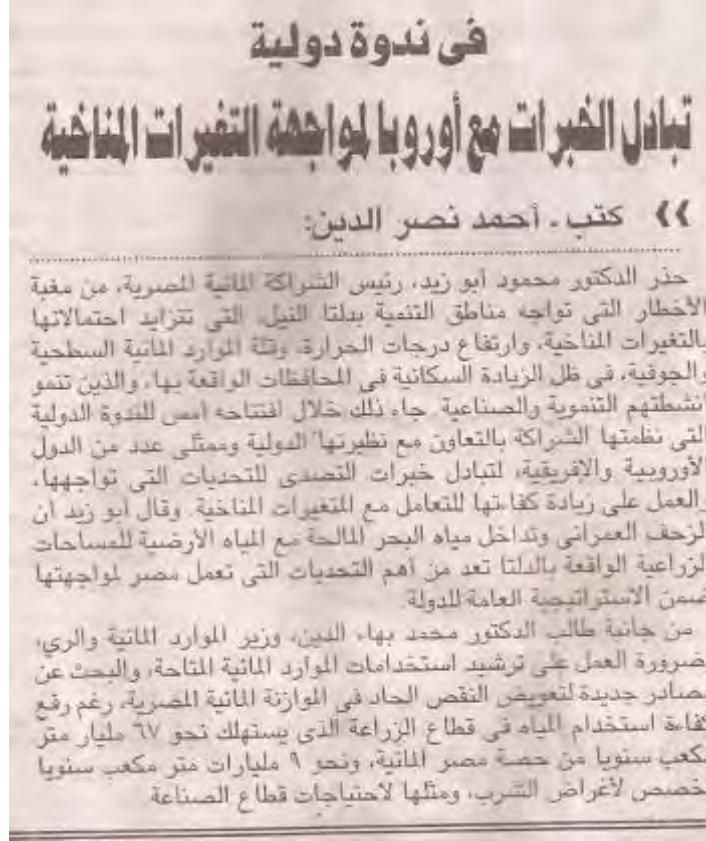 فى ندوة دولية
تبادل الخبرات مع أوروبا لمواجهة التغيرات المناخية
❯❯ كتب ـ أحمد نصر الدين:
حذر الدكتور محمود أبو زيد، رئيس الشراكة المائية المصرية، من مغبة
الأخطار التى تواجه مناطق التنمية بدلتا النيل، التى تتزايد احتمالاتها
بالتغيرات المناخية، وارتفاع درجات الحرارة، وقلة الموارد المائية السطحية
والجوفية، فى ظل الزيادة السكانية فى المحافظات الواقعة بها، والذين تنمو
أنشطتهم التنموية والصناعية. جاء ذلك خلال افتتاحه أمس للندوة الدولية
التى نظمتها الشراكة بالتعاون مع نظيرتها الدولية وممثلى عدد من الدول
الأوروبية والافريقية، لتبادل خبرات التصدى للتحديات التى تواجهها،
والعمل على زيادة كفاءتها للتعامل مع المتغيرات المناخية. وقال أبو زيد أن
لزحف العمرانى وتداخل مياه البحر المالحة مع المياه الأرضية للمساحات
لزراعية الواقعة بالدلتا تعد من أهم التحديات التى تعمل مصر لمواجهتها
ضمن الاستراتيجية العامة للدولة.
من جانبة طالب الدكتور محمد بهاء الدين، وزير الموارد المائية والري،
ضرورة العمل على ترشيد استخدامات الموارد المائية المتاحة، والبحث عن
صادر جديدة لتعويض النقص الحاد فى الموازنة المائية المصرية، رغم رفع
كفاءة استخدام المياه فى قطاع الزراعة الذى يستهلك نحو ٦٧ مليار متر
كعب سنويا من حصة مصر المائية، ونحو ٩ مليارات متر مكعب سنويا
خصص لأغراض الشرب، ومثلها لاحتياجات قطاع الصناعة